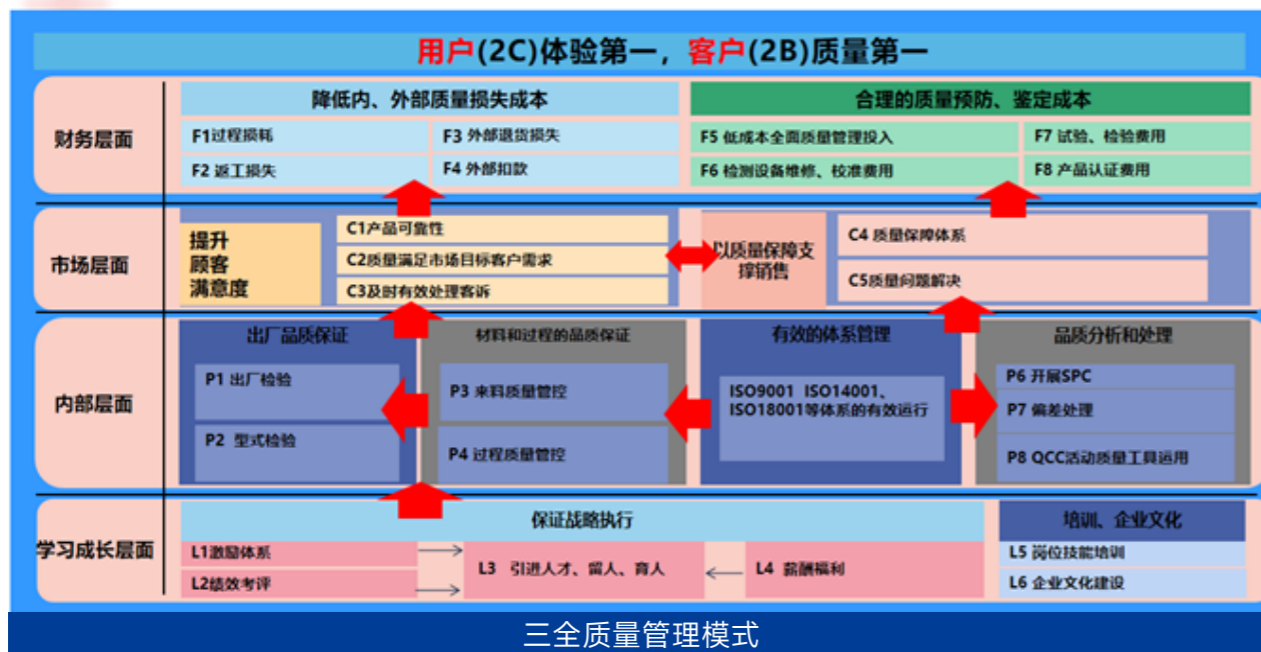 用户(2C)体验第一，客户(2B)质量第一
财务层面
降低内、外部质量损失成本
F1过程损耗
F3 外部退货损失
F2 返工损失
F4 外部扣款
合理的质量预防、鉴定成本
F5 低成本全面质量管理投入
F7 试验、检验费用
F6 检测设备维修、校准费用
F8 产品认证费用
市场层面
提升
顾客
满意度
C1产品可靠性
C2质量满足市场目标客户需求
C3及时有效处理客诉
以质量保障支
撑销售
C4 质量保障体系
C5质量问题解决
内部层面
出厂品质保证
P1 出厂检验
P2 型式检验
材料和过程的品质保证
P3 来料质量管控
P4 过程质量管控
有效的体系管理
ISO9001 ISO14001、
ISO18001等体系的有效运行
品质分析和处理
P6 开展SPC
P7 偏差处理
P8 QCC活动质量工具运用
学习成长层面
保证战略执行
L1激励体系
L2绩效考评
L3 引进人才、留人、育人
L4 薪酬福利
培训、企业文化
L5 岗位技能培训
L6 企业文化建设
三全质量管理模式